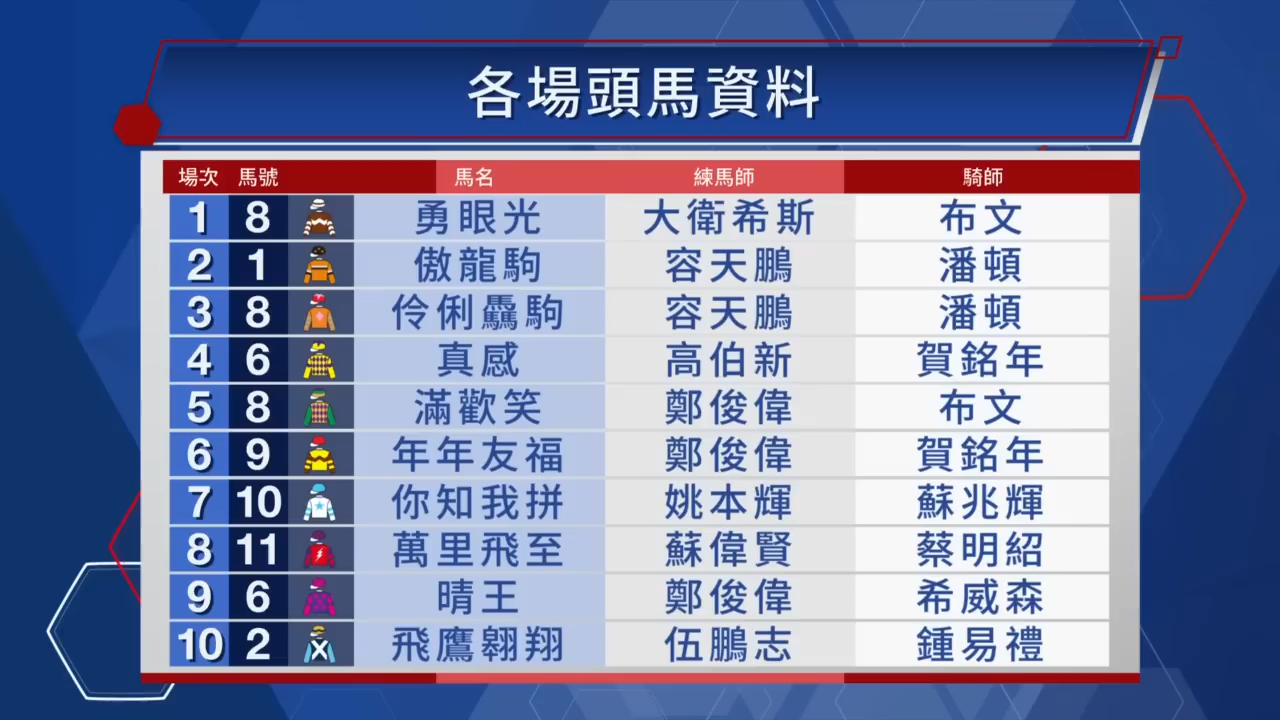 各場頭馬資料
場次 馬號 馬名 練馬師 騎師
1 8 勇眼光 大衛希斯 布文
2 1 傲龍駒 容天鵬 潘頓
3 8 伶俐驫駒 容天鵬 潘頓
4 6 真感 高伯新 賀銘年
5 8 滿歡笑 鄭俊偉 布文
6 9 年年友福 鄭俊偉 賀銘年
7 10 你知我拼 姚本輝 蘇兆輝
8 11 萬里飛至 蘇偉賢 蔡明紹
9 6 晴王 鄭俊偉 希威森
10 2 飛鷹翱翔 伍鵬志 鍾易禮